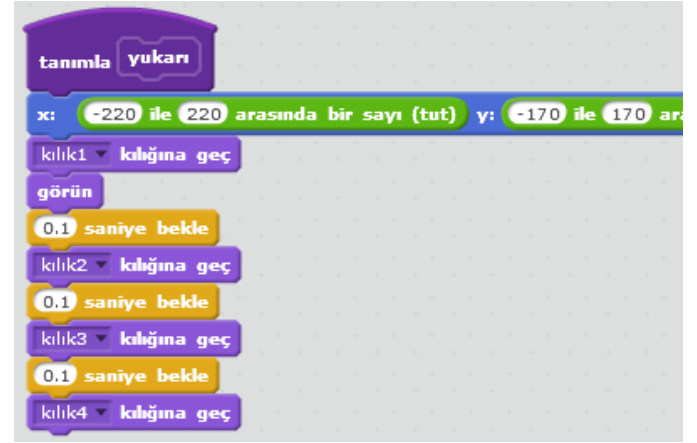 tanımla yukarı
x: -220 ile 220 arasında bir sayı (tut) y: -170 ile 170
kılık1 kılığına geç
görün
0.1 saniye bekle
kılık2 kılığına geç
0.1 saniye bekle
kılık3 kılığına geç
0.1 saniye bekle
kılık4 kılığına geç